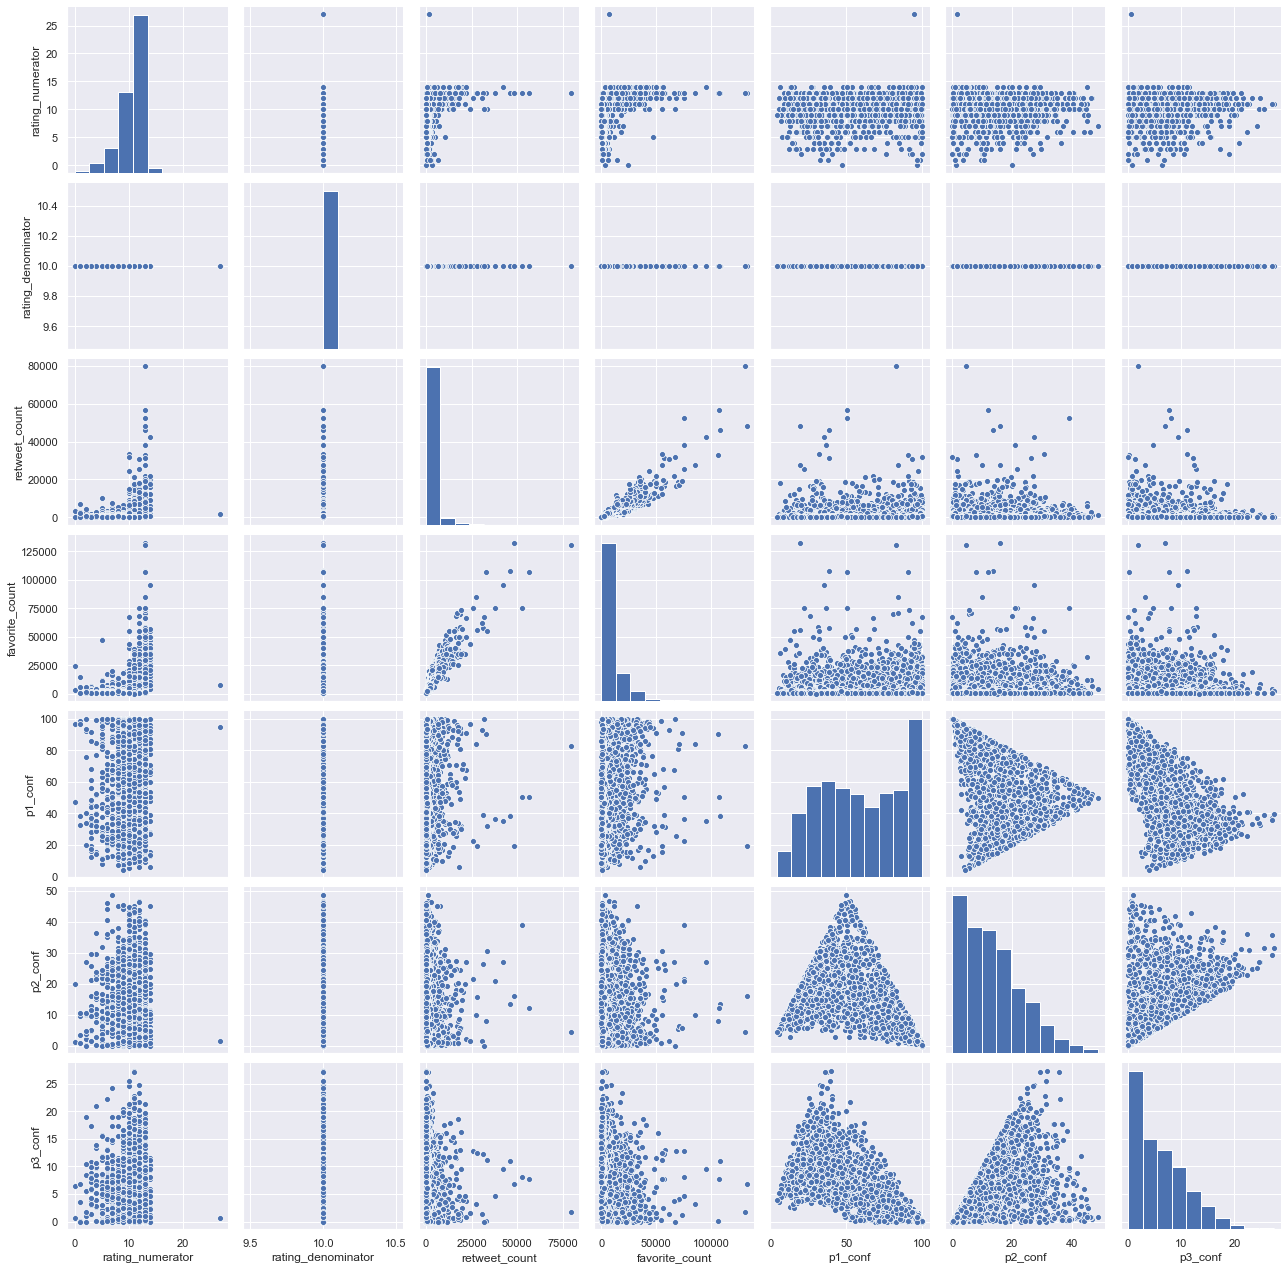 25
20
15
10
5
0
rating_numerator
10.4
10.2
10.0
9.8
9.6
rating_denominator
80000
60000
40000
20000
0
retweet_count
125000
100000
75000
50000
25000
0
favorite_count
100
80
60
40
20
0
p1_conf
50
40
30
20
10
0
p2_conf
25
20
15
10
5
0
p3_conf
0 20
rating_numerator
9.5 10.0 10.5
rating_denominator
0 25000 50000 75000
retweet_count
0 50000 100000
favorite_count
0 50 100
p1_conf
0 20 40
p2_conf
0 10 20
p3_conf